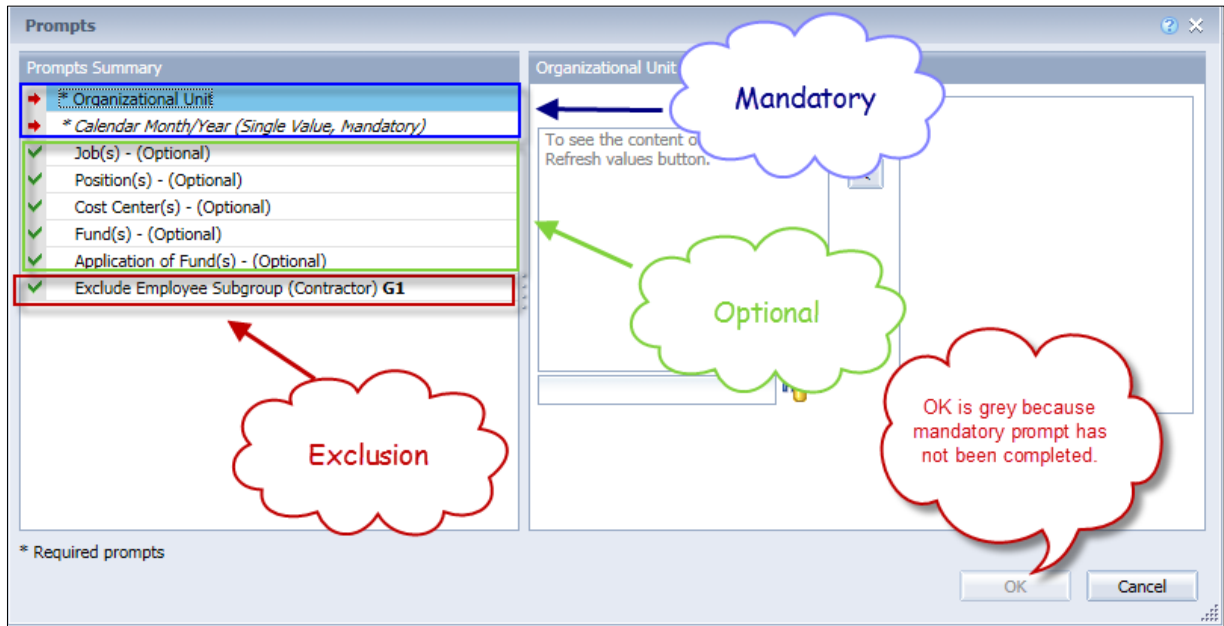 Prompts
Prompts Summary
Organizational Unit
* Organizational Unit
* Calendar Month/Year (Single Value, Mandatory)
Job(s) - (Optional)
Position(s) - (Optional)
Cost Center(s) - (Optional)
Fund(s) - (Optional)
Application of Fund(s) - (Optional)
Exclude Employee Subgroup (Contractor) G1
To see the content o
Refresh values button.
Mandatory
Optional
Exclusion
OK is grey because
mandatory prompt has
not been completed.
* Required prompts
OK
Cancel